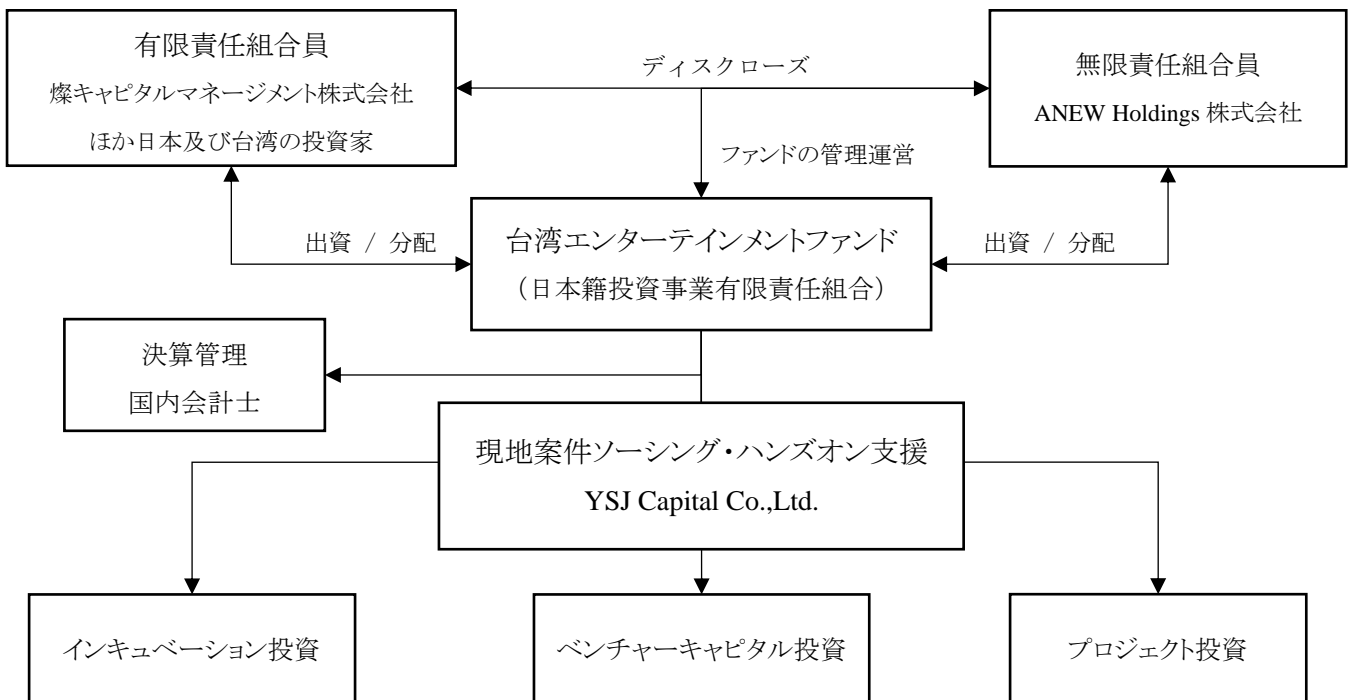 有限責任組合員
燦キャピタルマネージメント株式会社
ほか日本及び台湾の投資家
ディスクローズ
無限責任組合員
ANEW Holdings 株式会社
ファンドの管理運営
出資 / 分配
台湾エンターテインメントファンド
（日本籍投資事業有限責任組合）
出資 / 分配
決算管理
国内会計士
現地案件ソーシング・ハンズオン支援
YSJ Capital Co.,Ltd.
インキュベーション投資
ベンチャーキャピタル投資
プロジェクト投資